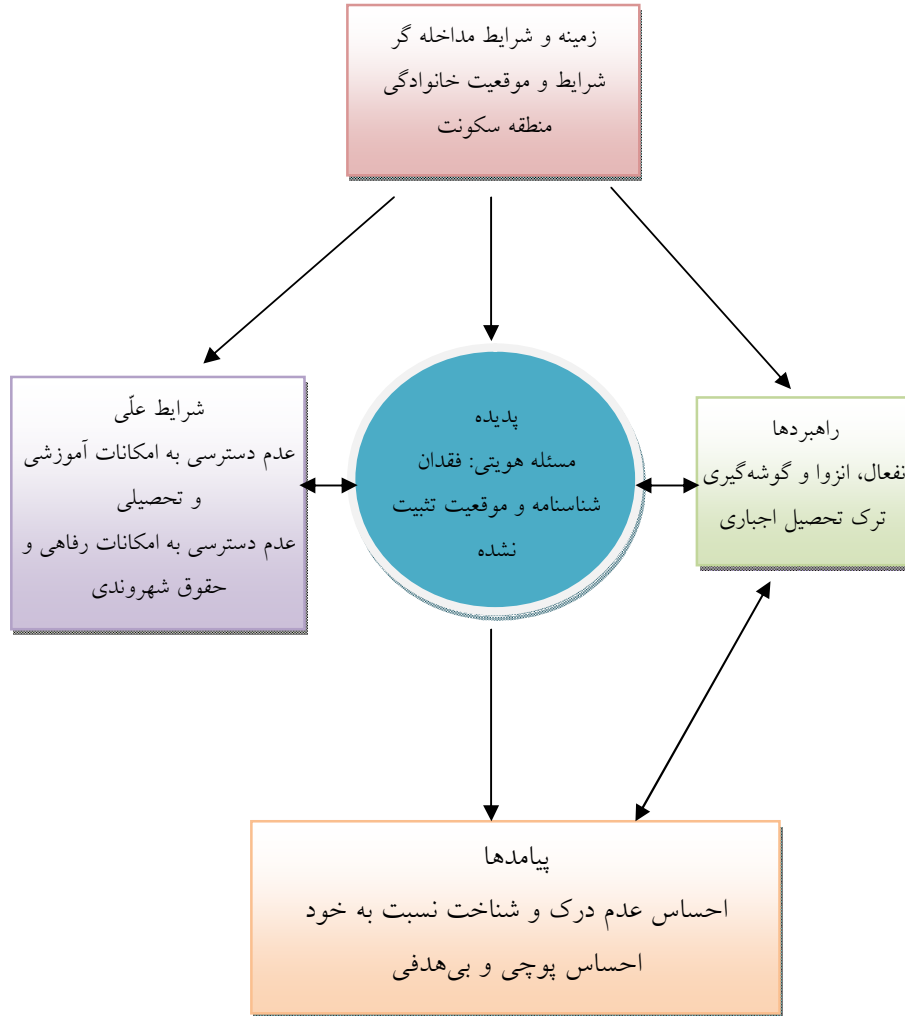 زمینه و شرایط مداخله گر
شرایط و موقعیت خانوادگی
منطقه سکونت
پدیده
مسئله هویتی: فقدان
شناسنامه و موقعیت تثبیت
نشده
راهبردها
نفعال، انزوا و گوشه‌گیری
ترک تحصیل اجباری
شرایط علّی
عدم دسترسی به امکانات آموزشی
و تحصیلی
عدم دسترسی به امکانات رفاهی و
حقوق شهروندی
پیامدها
احساس عدم درک و شناخت نسبت به خود
احساس پوچی و بی‌هدفی